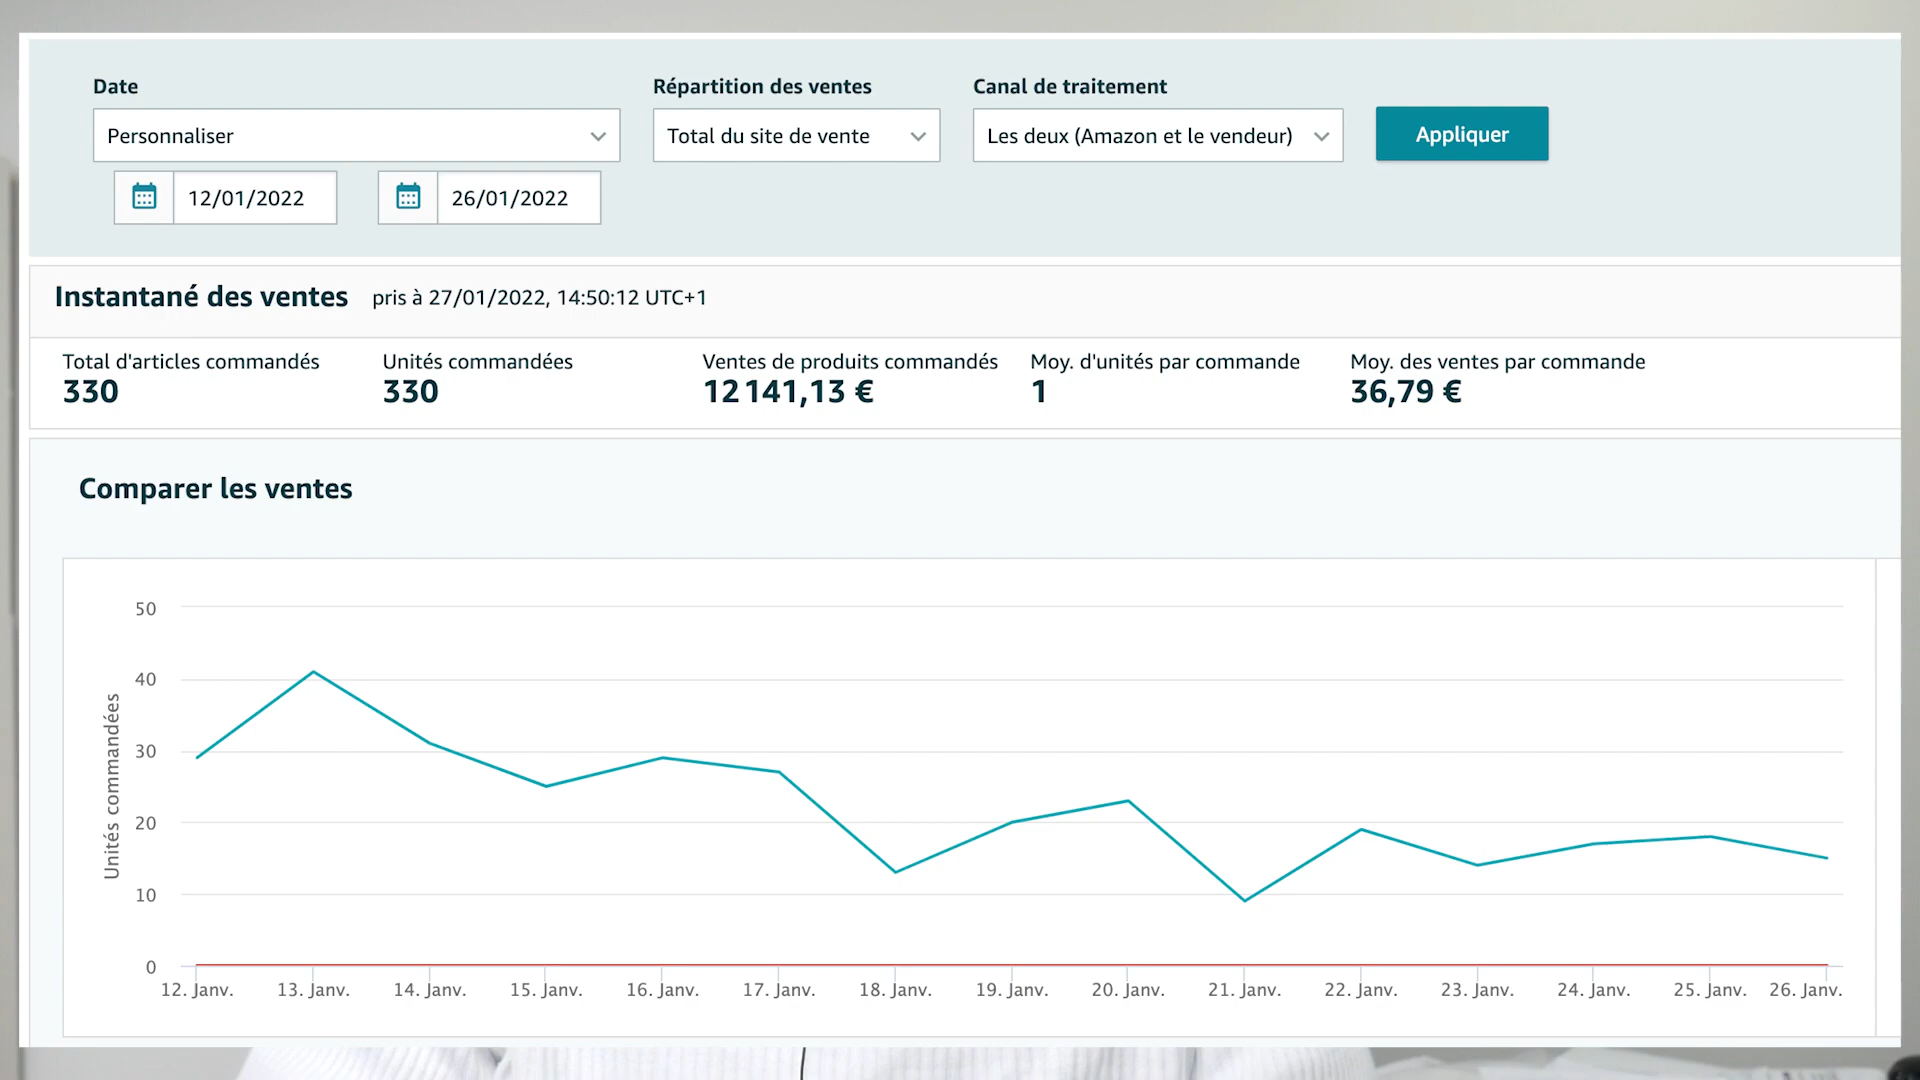 Date
Répartition des ventes
Canal de traitement
Personnaliser
Total du site de vente
Les deux (Amazon et le vendeur)
Appliquer
12/01/2022
26/01/2022
Instantané des ventes pris à 27/01/2022, 14:50:12 UTC+1
Total d'articles commandés
330
Unités commandées
330
Ventes de produits commandés
12 141,13 €
Moy. d'unités par commande
1
Moy. des ventes par commande
36,79 €
Comparer les ventes
Unités commandées
50
40
30
20
10
0
12. Janv. 13. Janv. 14. Janv. 15. Janv. 16. Janv. 17. Janv. 18. Janv. 19. Janv. 20. Janv. 21. Janv. 22. Janv. 23. Janv. 24. Janv. 25. Janv. 26. Janv.